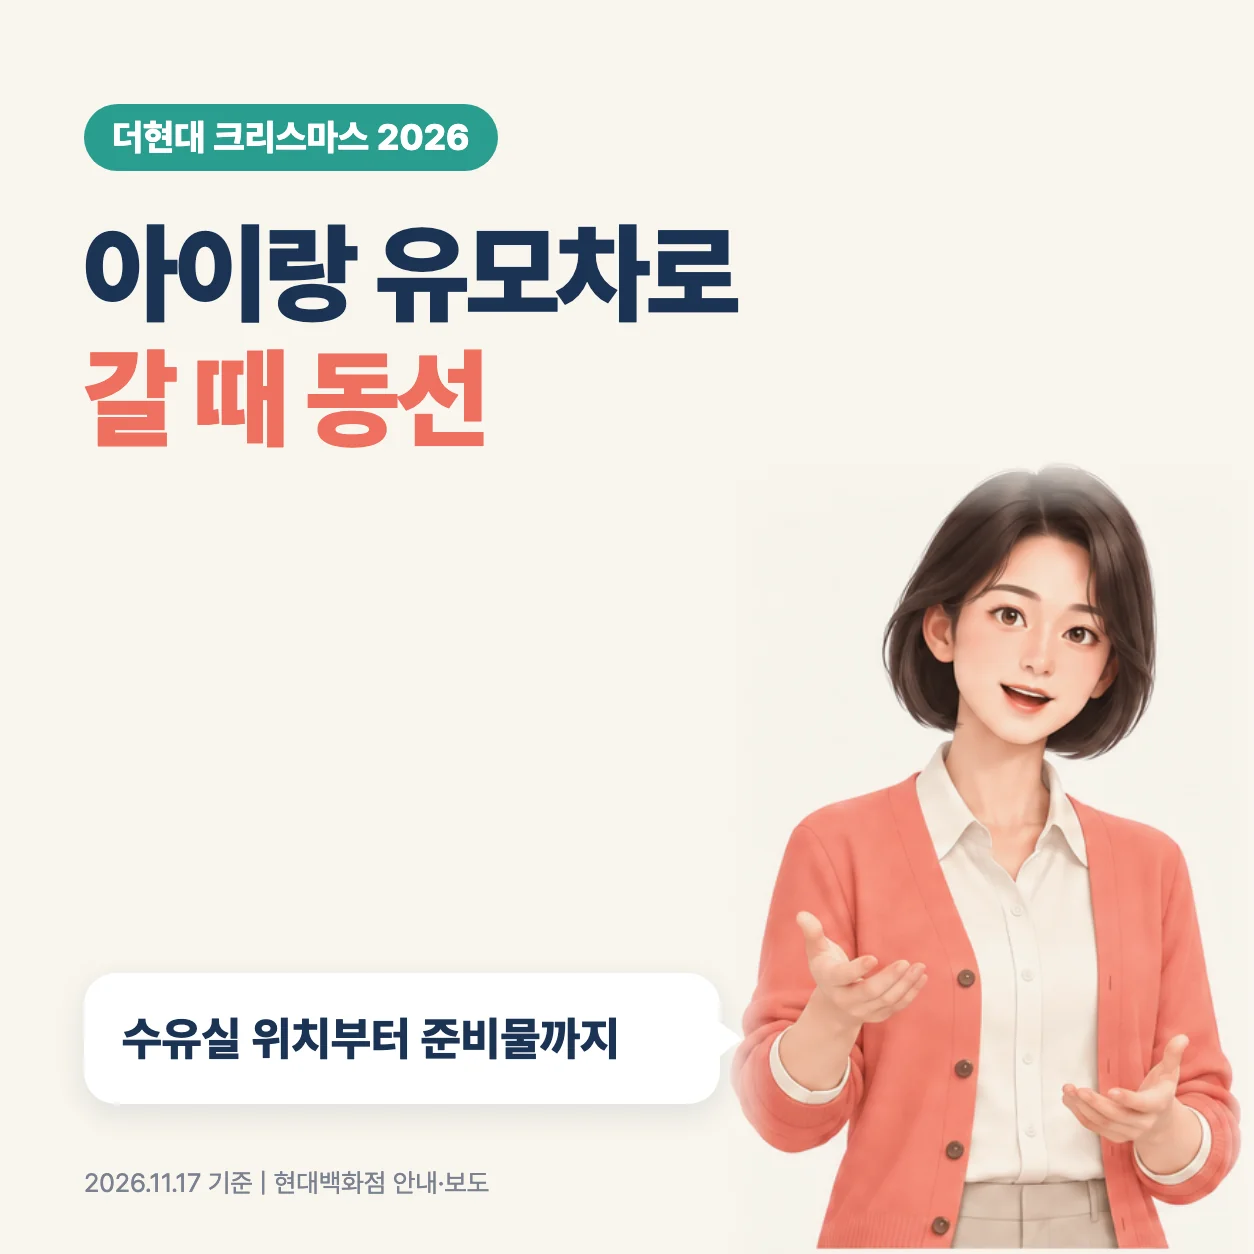 더현대 크리스마스 2026
아이랑 유모차로
갈 때 동선
수유실 위치부터 준비물까지
2026.11.17 기준 | 현대백화점 안내·보도